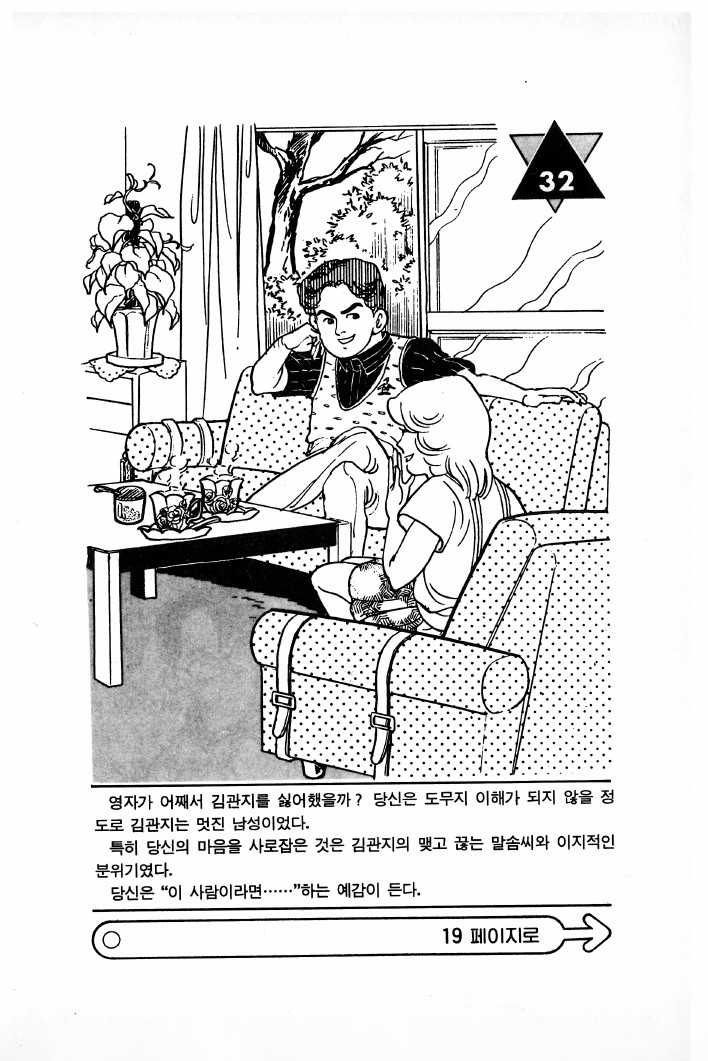 32
영자가 어째서 김관지를 싫어했을까? 당신은 도무지 이해가 되지 않을 정
도로 김관지는 멋진 남성이었다.
특히 당신의 마음을 사로잡은 것은 김관지의 맺고 끊는 말솜씨와 이지적인
분위기였다.
당신은 “이 사람이라면……”하는 예감이 든다.
19 페이지로